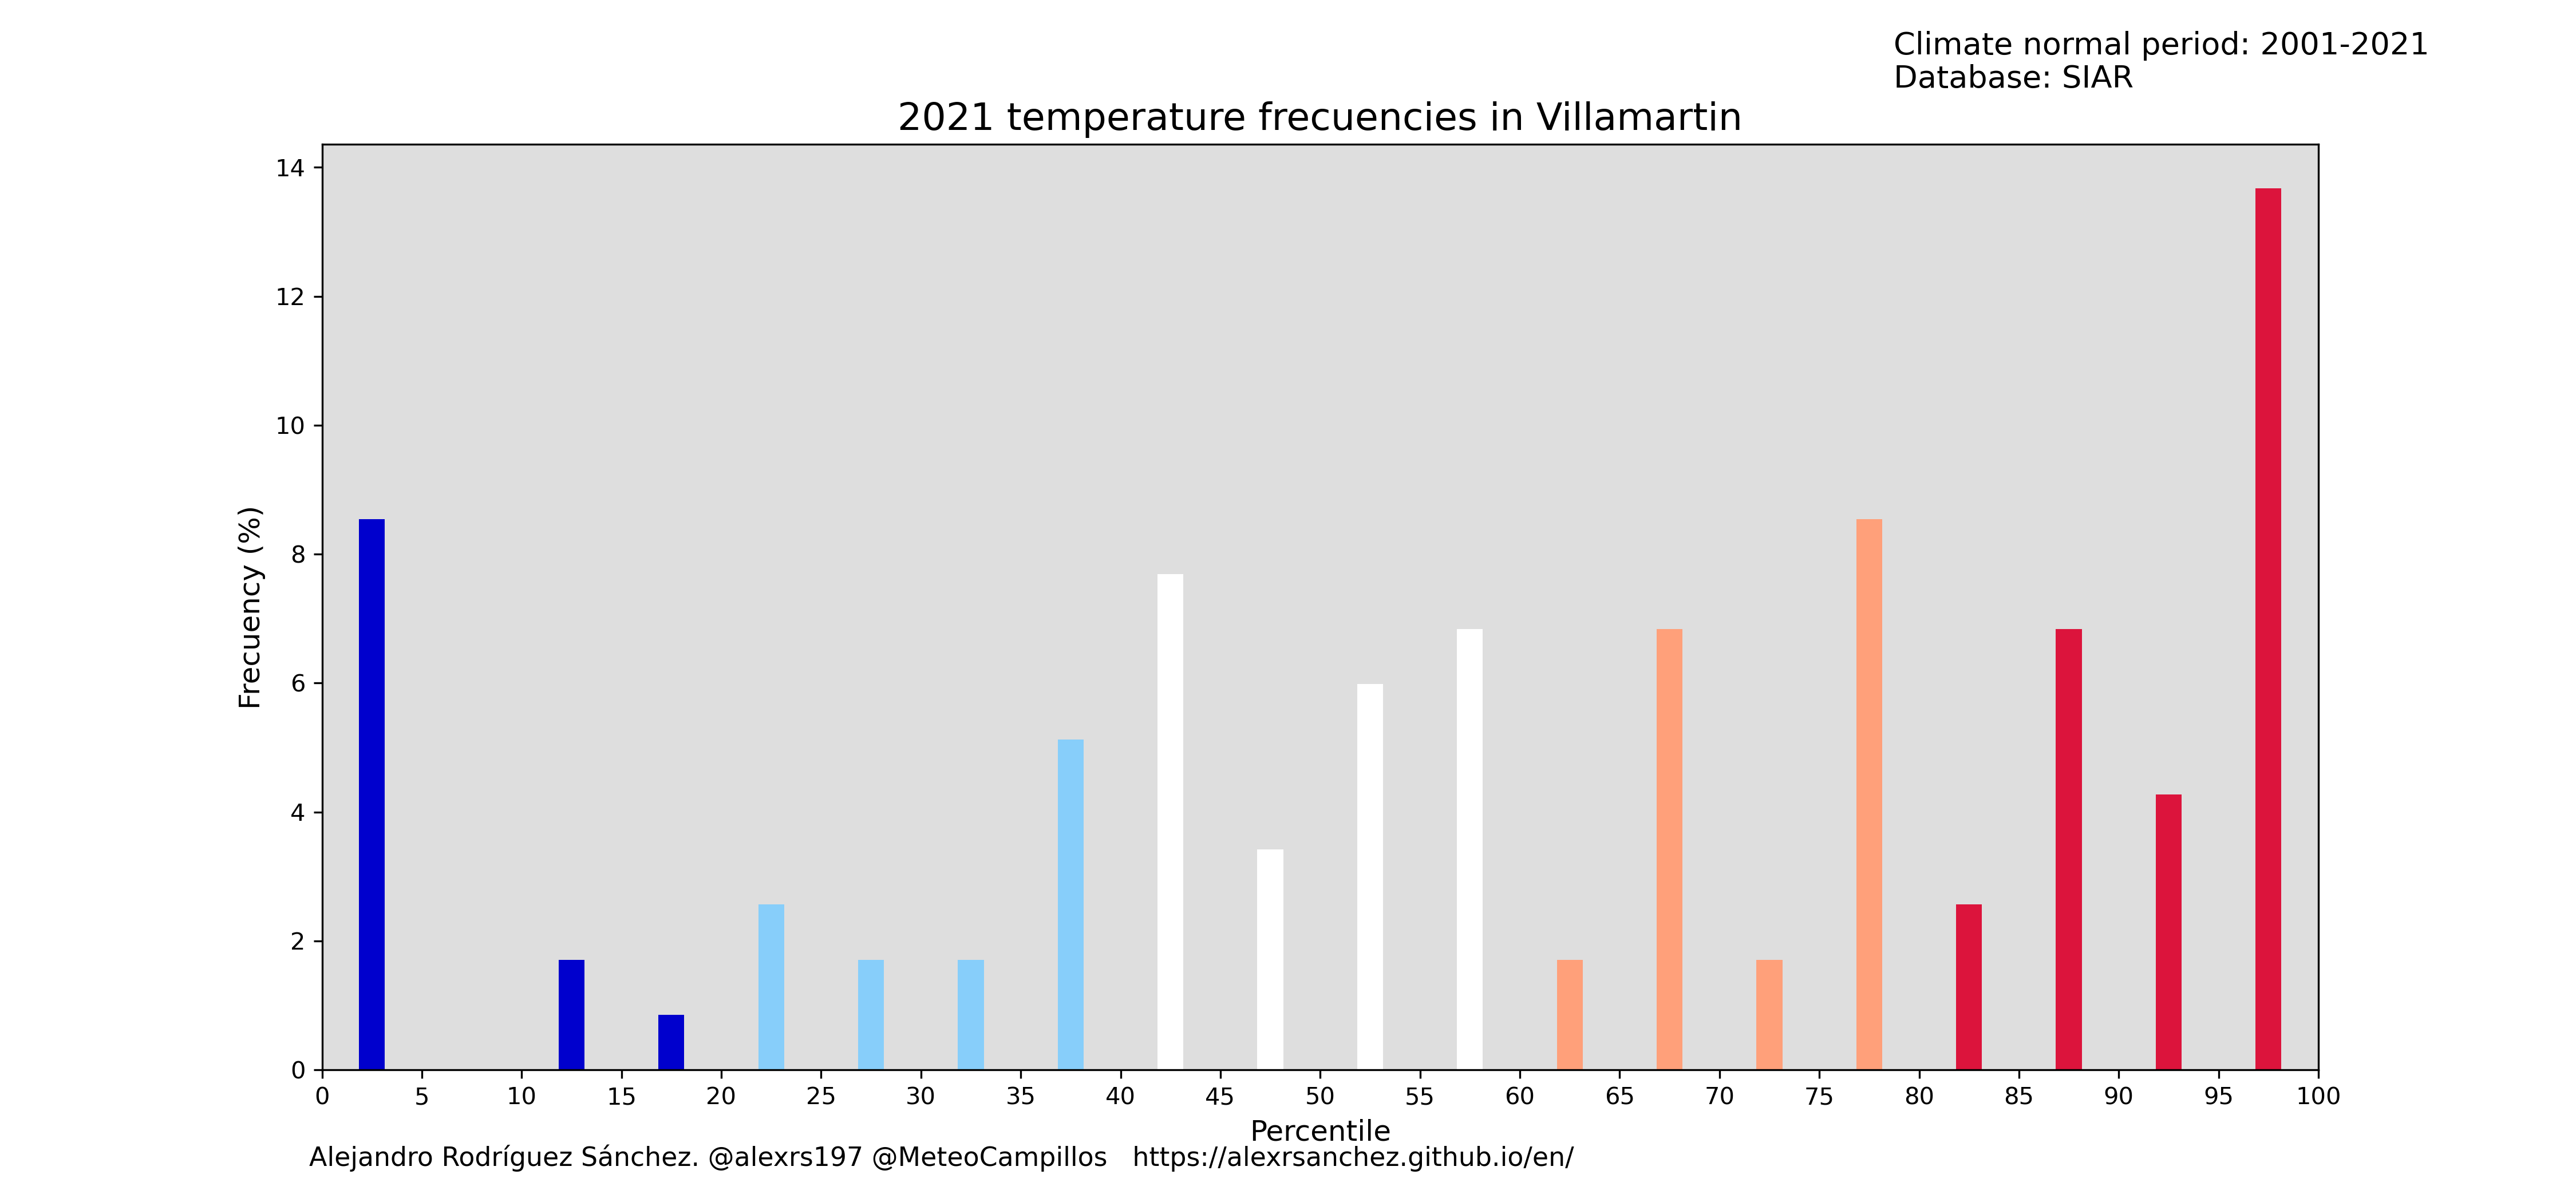 Climate normal period: 2001-2021
Database: SIAR
2021 temperature frecuencies in Villamartin
14
12
10
8
6
4
2
0
Frecuency (%)
0 5 10 15 20 25 30 35 40 45 50 55 60 65 70 75 80 85 90 95 100
Percentile
Alejandro Rodríguez Sánchez. @alexrs197 @MeteoCampillos https://alexrsanchez.github.io/en/